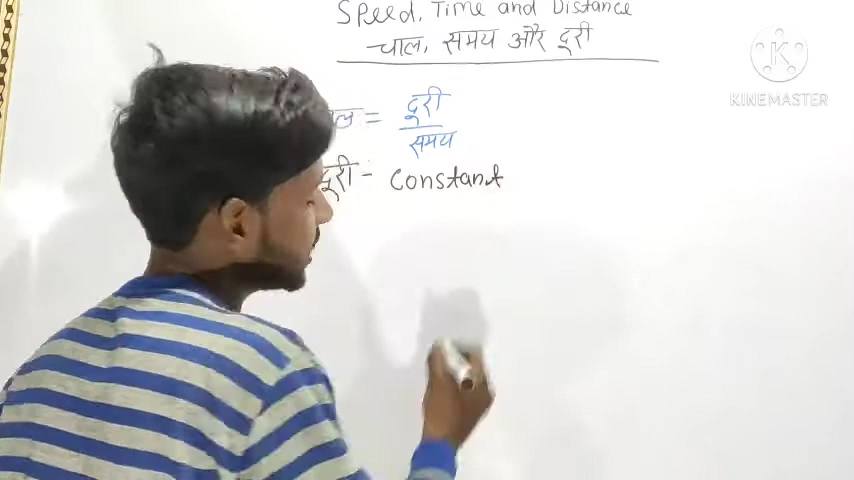 Speed, Time and Distance
चाल, समय और दूरी
= दूरी
समय
दूरी - Constant
K
KINEMASTER